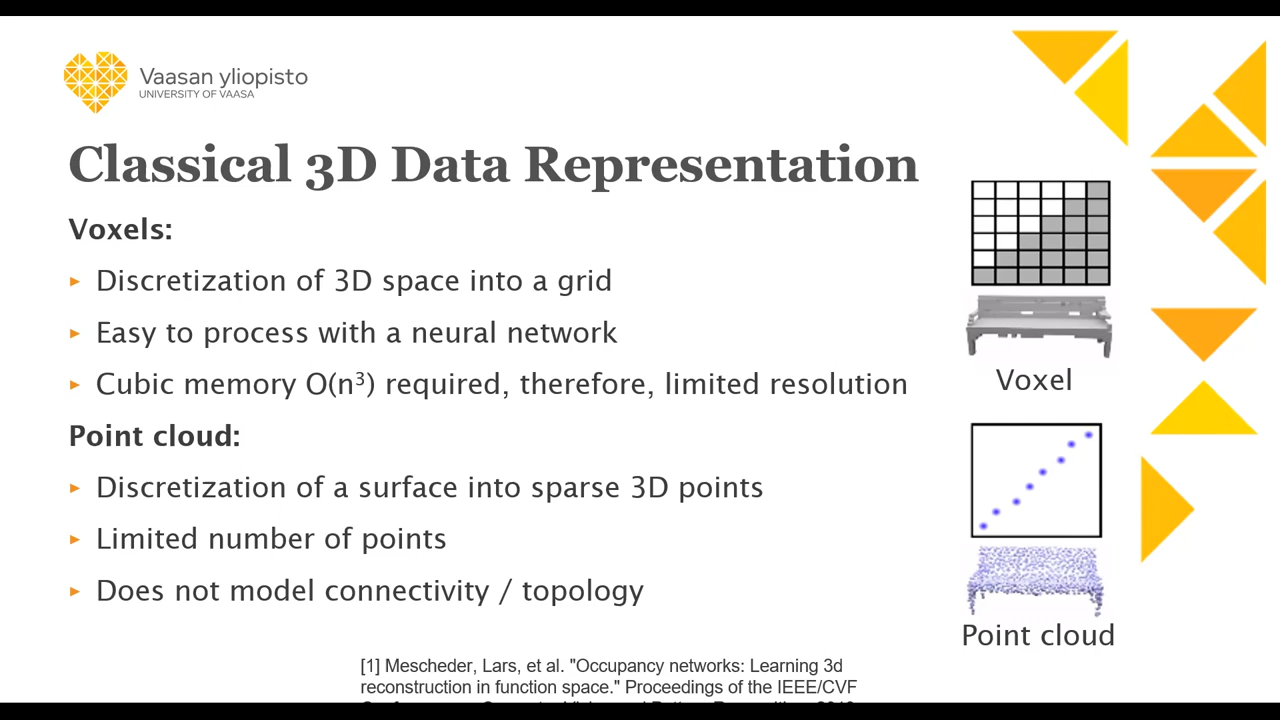 Vaasan yliopisto
UNIVERSITY OF VAASA
Classical 3D Data Representation
Voxels:
Discretization of 3D space into a grid
Easy to process with a neural network
Cubic memory O(n³) required, therefore, limited resolution
Point cloud:
Discretization of a surface into sparse 3D points
Limited number of points
Does not model connectivity / topology
Voxel
Point cloud
[1] Mescheder, Lars, et al. "Occupancy networks: Learning 3d
reconstruction in function space." Proceedings of the IEEE/CVF